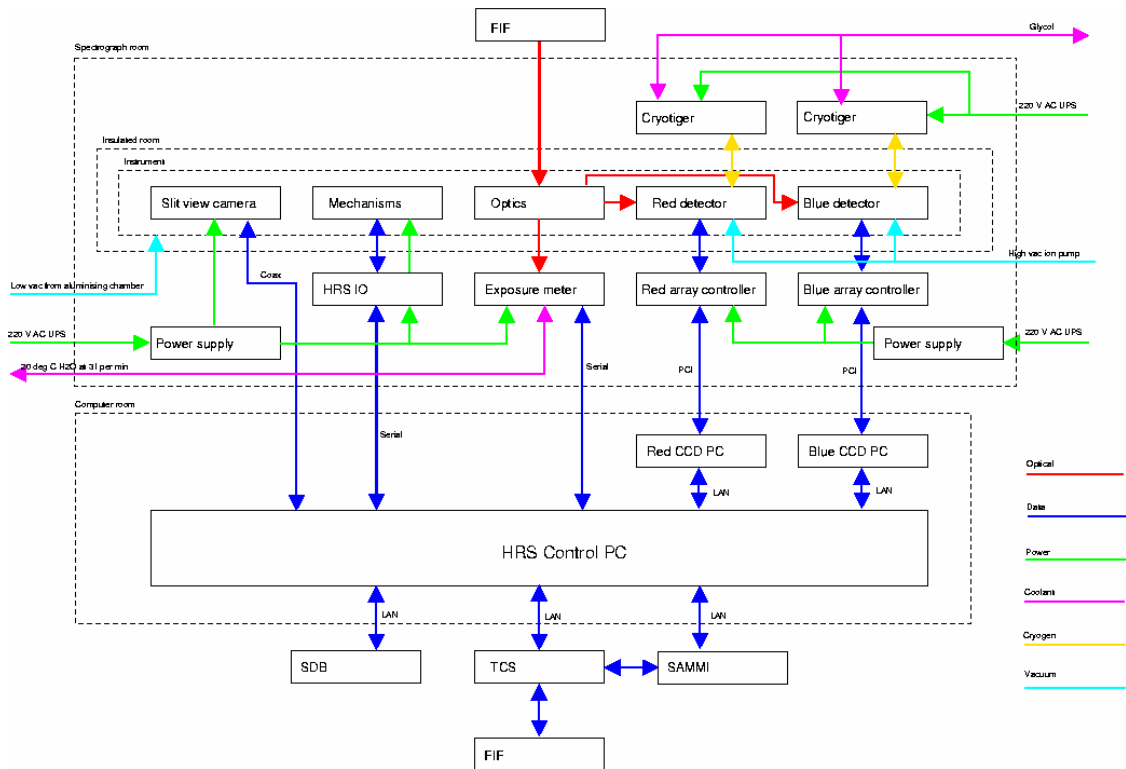 FIF
Glycol
Spectrograph room
Cryotiger
Cryotiger
220 V AC UPS
Insulated room
Instrument
Slit view camera
Mechanisms
Optics
Red detector
Blue detector
High vac ion pump
Coax
Low vac from aluminising chamber
HRS IO
Exposure meter
Red array controller
Blue array controller
220 V AC UPS
Power supply
Power supply
220 V AC UPS
20 deg C H2O at 3l per min
Serial
PCI
PCI
Computer room
Serial
Red CCD PC
Blue CCD PC
Optical
LAN
LAN
Data
HRS Control PC
Power
Coolant
LAN
LAN
LAN
Cryogen
SDB
TCS
SAMMI
Vacuum
FIF